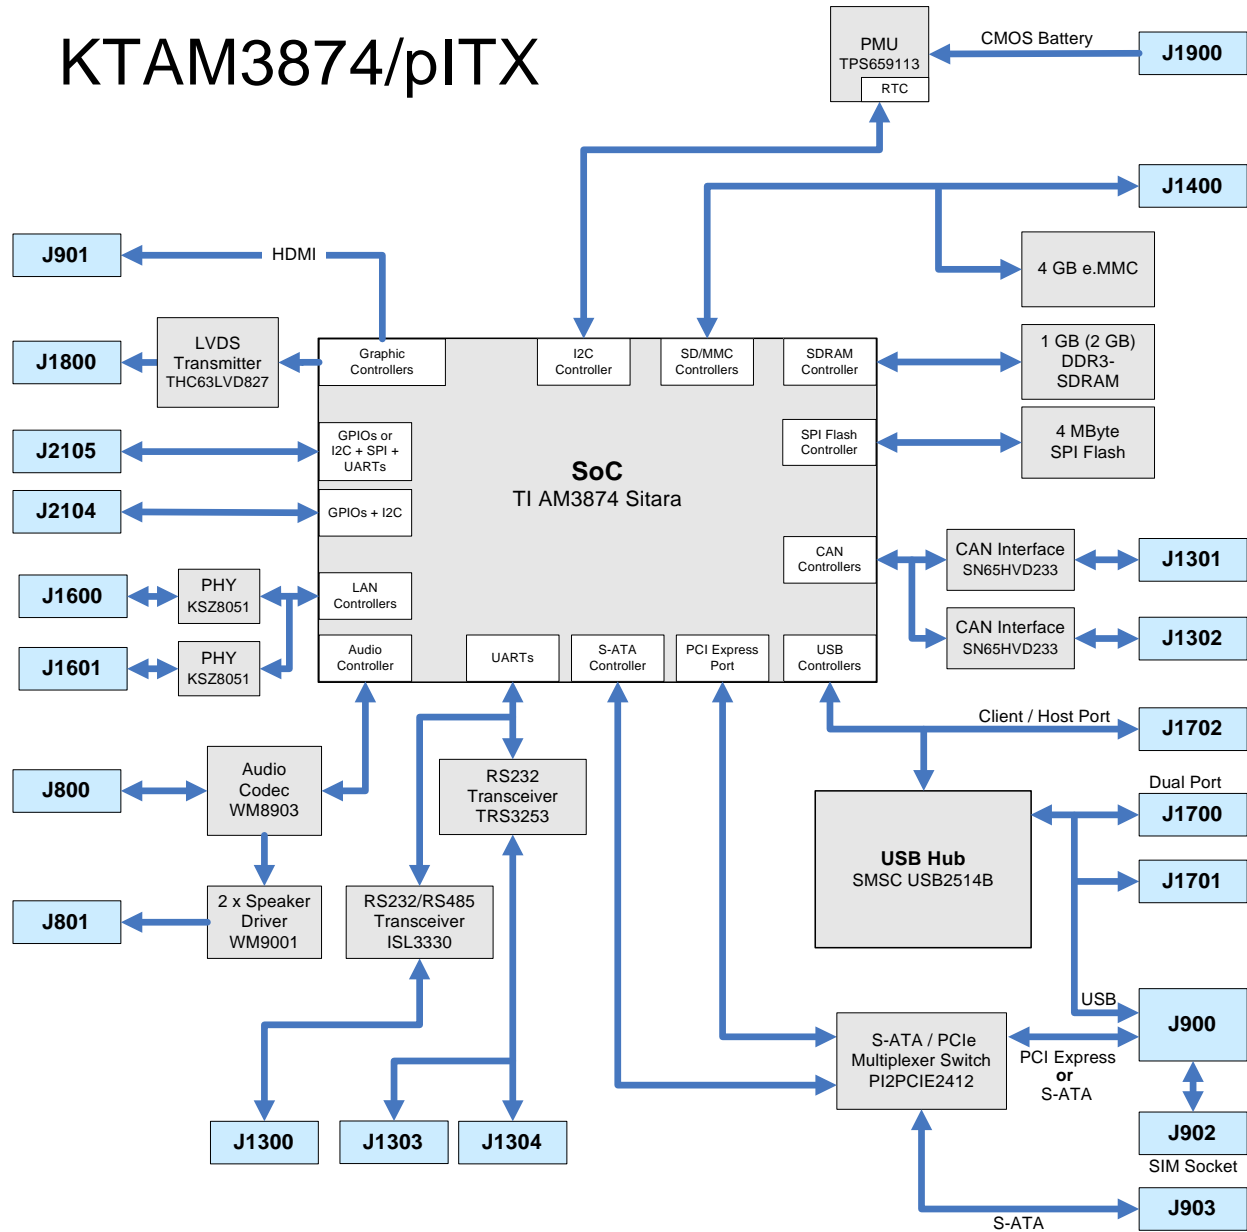 KTAM3874/pITX
PMU
TPS659113
RTC
CMOS Battery
J1900
J1400
J901
HDMI
4 GB e.MMC
LVDS
Transmitter
THC63LVD827
J1800
Graphic
Controllers
I2C
Controller
SD/MMC
Controllers
SDRAM
Controller
1 GB (2 GB)
DDR3-
SDRAM
J2105
GPIOs or
I2C + SPI +
UARTs
SPI Flash
Controller
4 MByte
SPI Flash
SoC
TI AM3874 Sitara
J2104
GPIOs + I2C
CAN
Controllers
CAN Interface
SN65HVD233
J1301
J1600
PHY
KSZ8051
LAN
Controllers
CAN Interface
SN65HVD233
J1302
J1601
PHY
KSZ8051
Audio
Controller
UARTs
S-ATA
Controller
PCI Express
Port
USB
Controllers
Client / Host Port
J1702
J800
Audio
Codec
WM8903
RS232
Transceiver
TRS3253
Dual Port
J1700
USB Hub
SMSC USB2514B
J1701
J801
2 x Speaker
Driver
WM9001
RS232/RS485
Transceiver
ISL3330
USB
J900
S-ATA / PCIe
Multiplexer Switch
PI2PCIE2412
PCI Express
or
S-ATA
J1300
J1303
J1304
J902
SIM Socket
J903
S-ATA